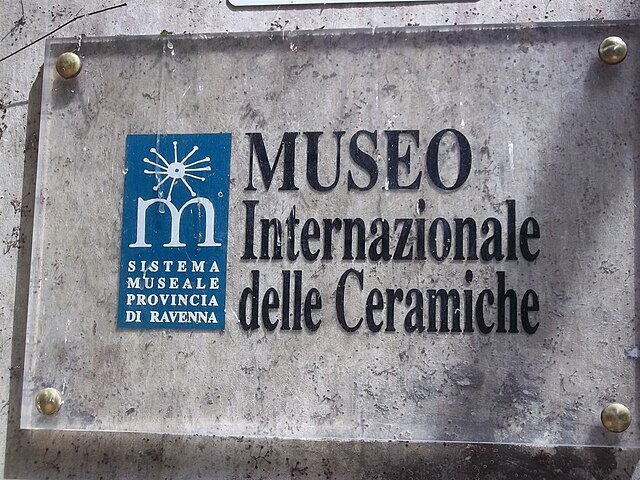 MUSEO
Internazionale
delle Ceramiche
m
SISTEMA
MUSEALE
PROVINCIA
DI RAVENNA